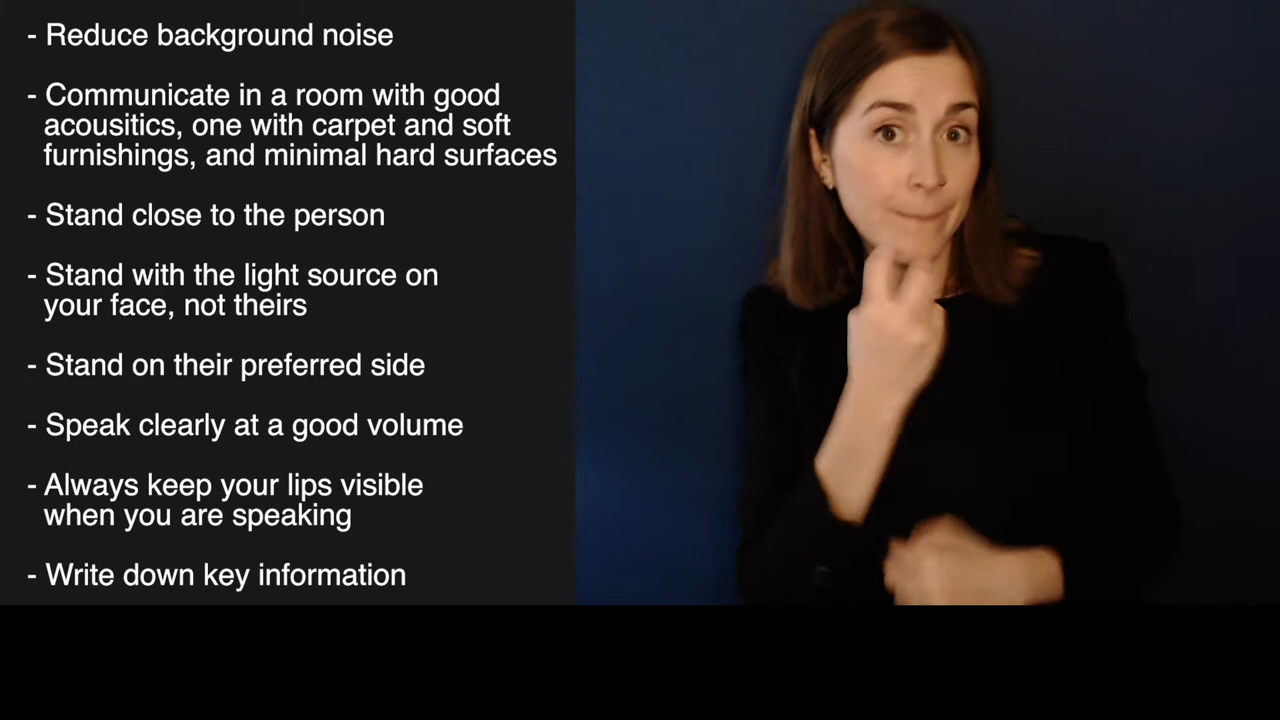 - Reduce background noise
- Communicate in a room with good
acousitics, one with carpet and soft
furnishings, and minimal hard surfaces
- Stand close to the person
- Stand with the light source on
your face, not theirs
- Stand on their preferred side
- Speak clearly at a good volume
- Always keep your lips visible
when you are speaking
- Write down key information